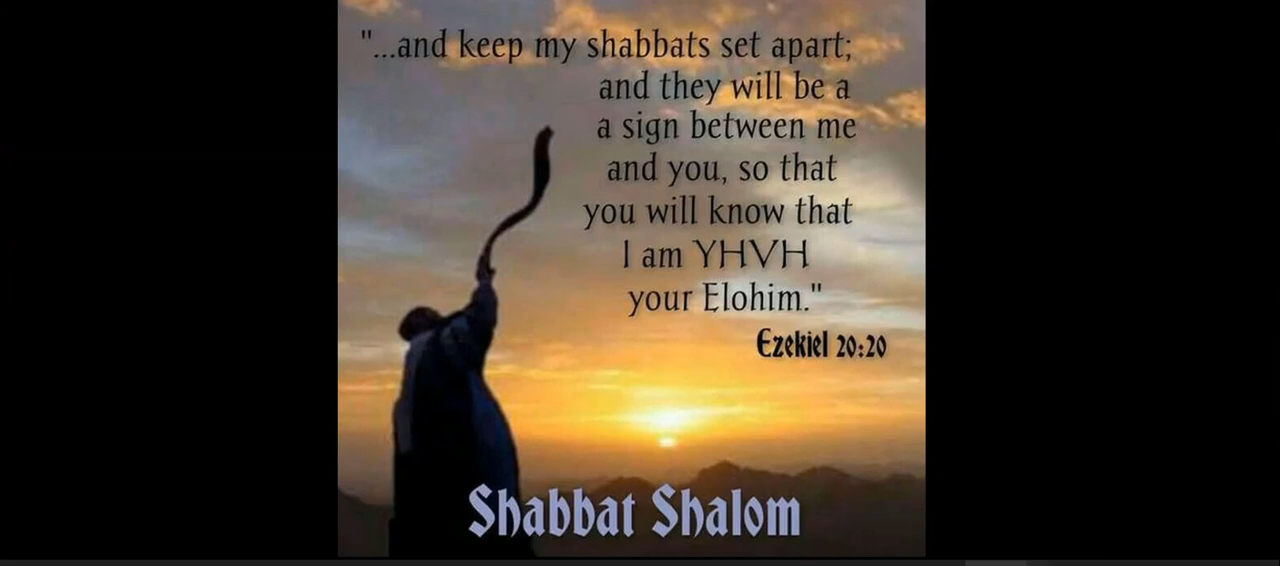 "...and keep my shabbats set apart;
and they will be a
a sign between me
and you, so that
you will know that
I am YHVH
your Elohim."
Ezekiel 20:20
Shabbat Shalom